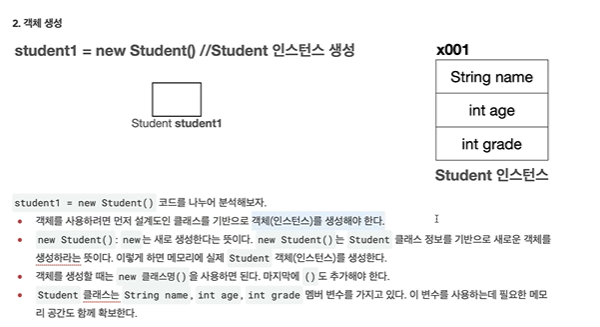 2. 객체 생성
student1 = new Student() //Student 인스턴스 생성
x001
String name
int age
int grade
Student student1
Student 인스턴스
student1 = new Student() 코드를 나누어 분석해보자.
• 객체를 사용하려면 먼저 설계도인 클래스를 기반으로 객체(인스턴스)를 생성해야 한다.
• new Student() : new는 새로 생성한다는 뜻이다. new Student()는 Student 클래스 정보를 기반으로 새로운 객체를
생성하라는 뜻이다. 이렇게 하면 메모리에 실제 Student 객체(인스턴스)를 생성한다.
• 객체를 생성할 때는 new 클래스명()을 사용하면 된다. 마지막에 ()도 추가해야 한다.
• Student 클래스는 String name, int age, int grade 멤버 변수를 가지고 있다. 이 변수를 사용하는데 필요한 메모
리 공간도 함께 확보한다.